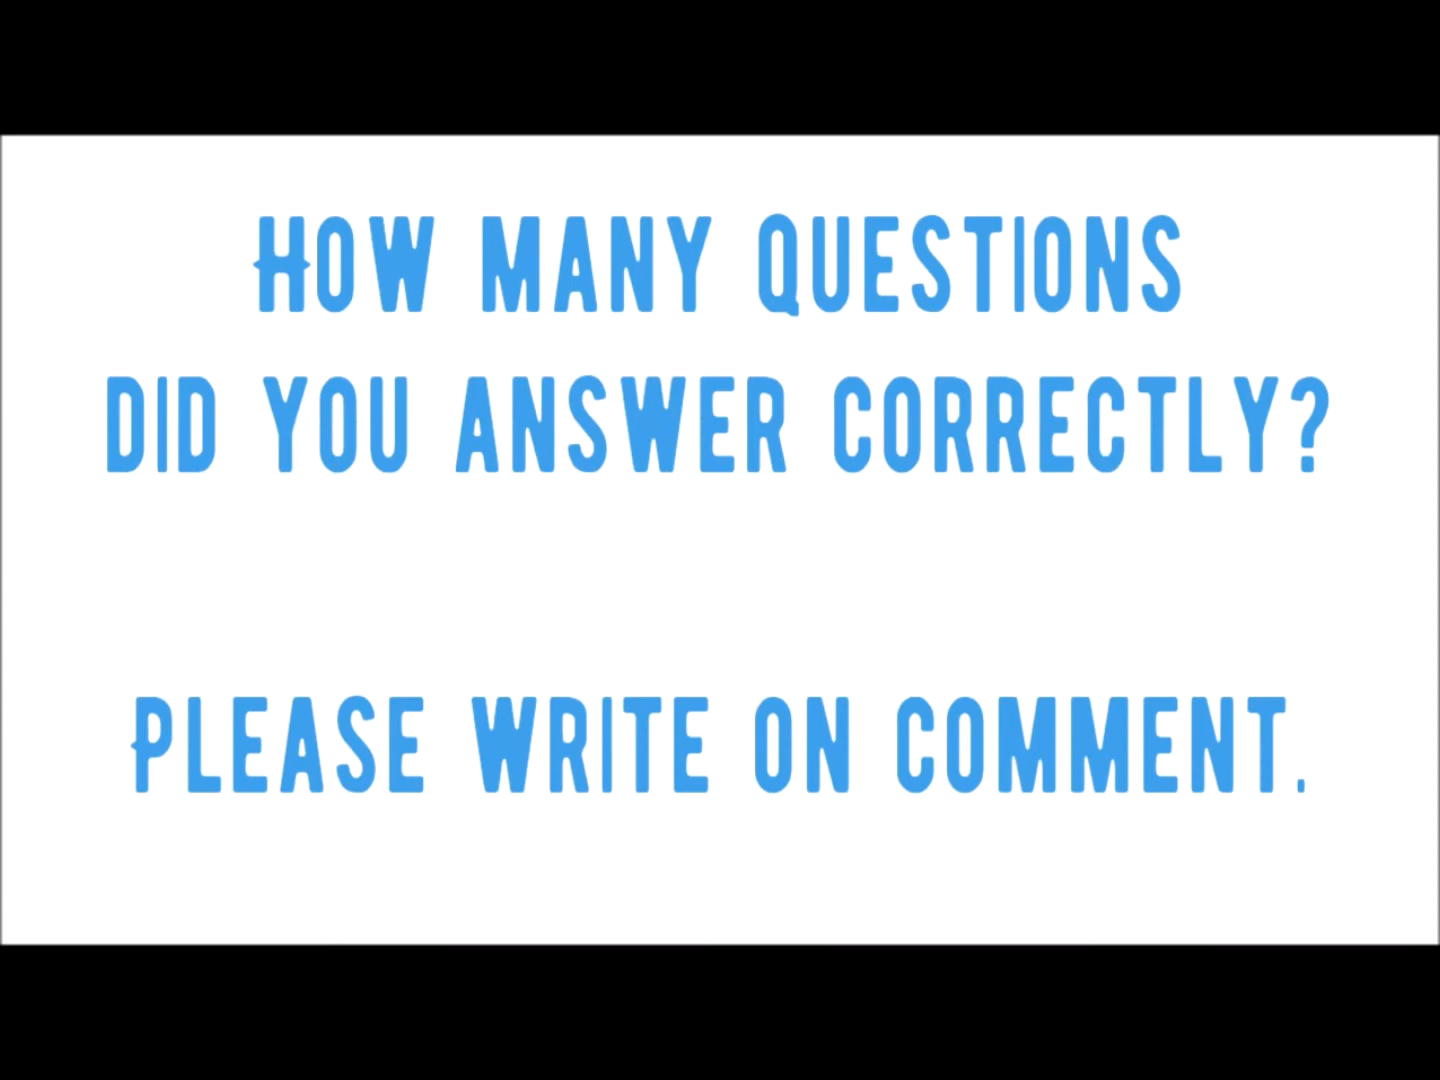 How many questions
did you answer correctly?
Please write on comment.